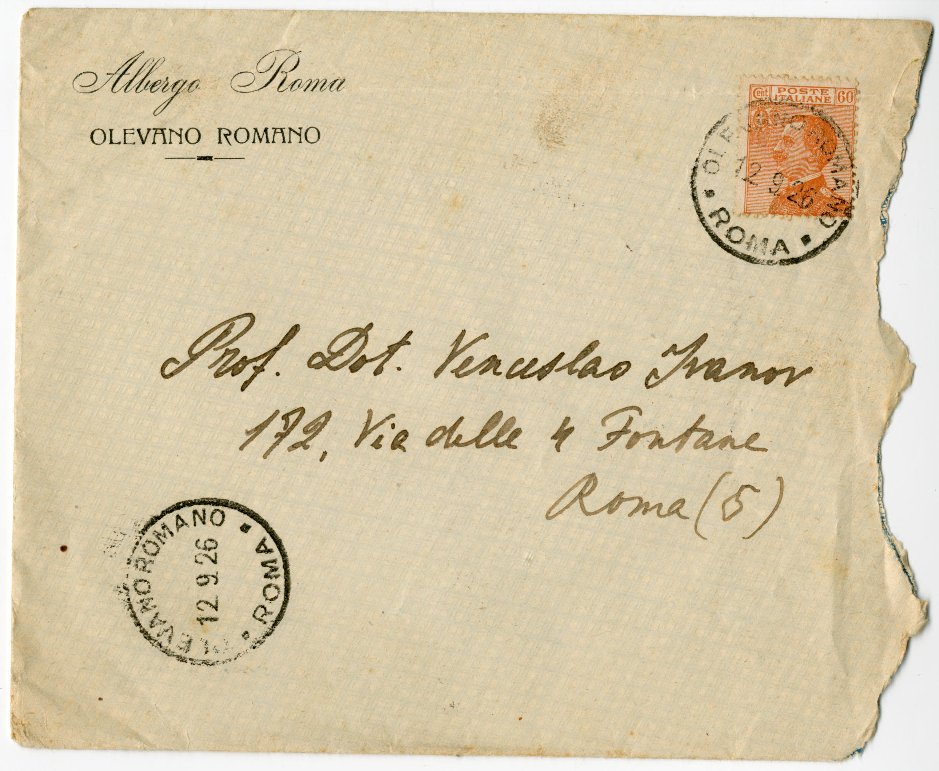 Albergo Roma
OLEVANO ROMANO
Cent POSTE ITALIANE 60
OLEVANO ROMANO
12 9.26
ROMA
Prof. Dot. Venceslao Ivanov
172, Via delle 4 Fontane
Roma (5)
OLEVANO ROMANO
12 9 26
ROMA